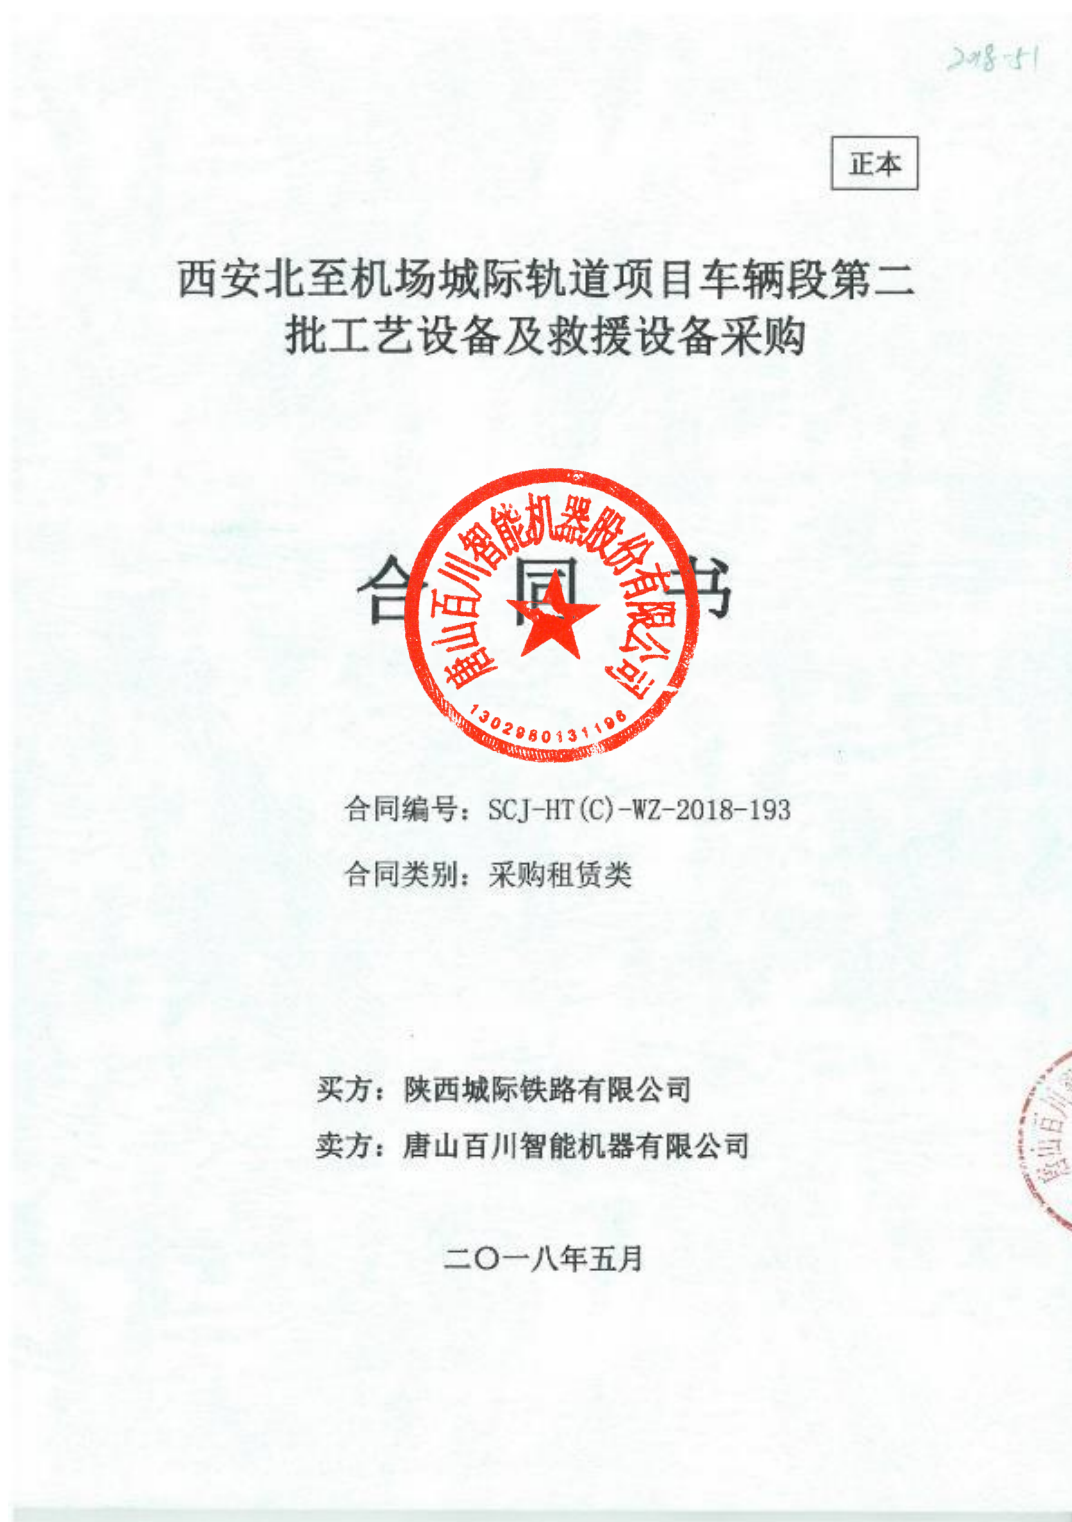 2018-51
正本
西安北至机场城际轨道项目车辆段第二
批工艺设备及救援设备采购
合同书
唐山百川智能机器股份有限公司
1302980131196
合同编号：SCJ-HT(C)-WZ-2018-193
合同类别：采购租赁类
买方：陕西城际铁路有限公司
卖方：唐山百川智能机器有限公司
唐山百川
二〇一八年五月